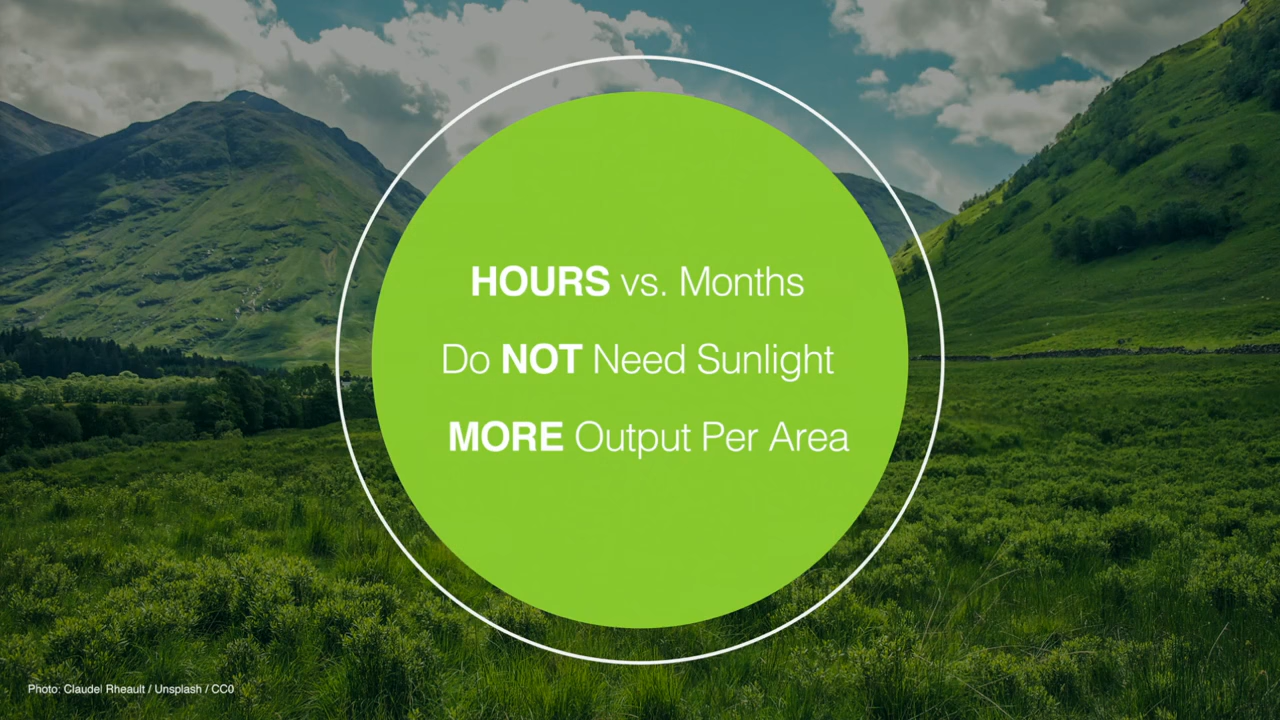 HOURS vs. Months
Do NOT Need Sunlight
MORE Output Per Area
Photo: Claudel Rheault / Unsplash / CC0